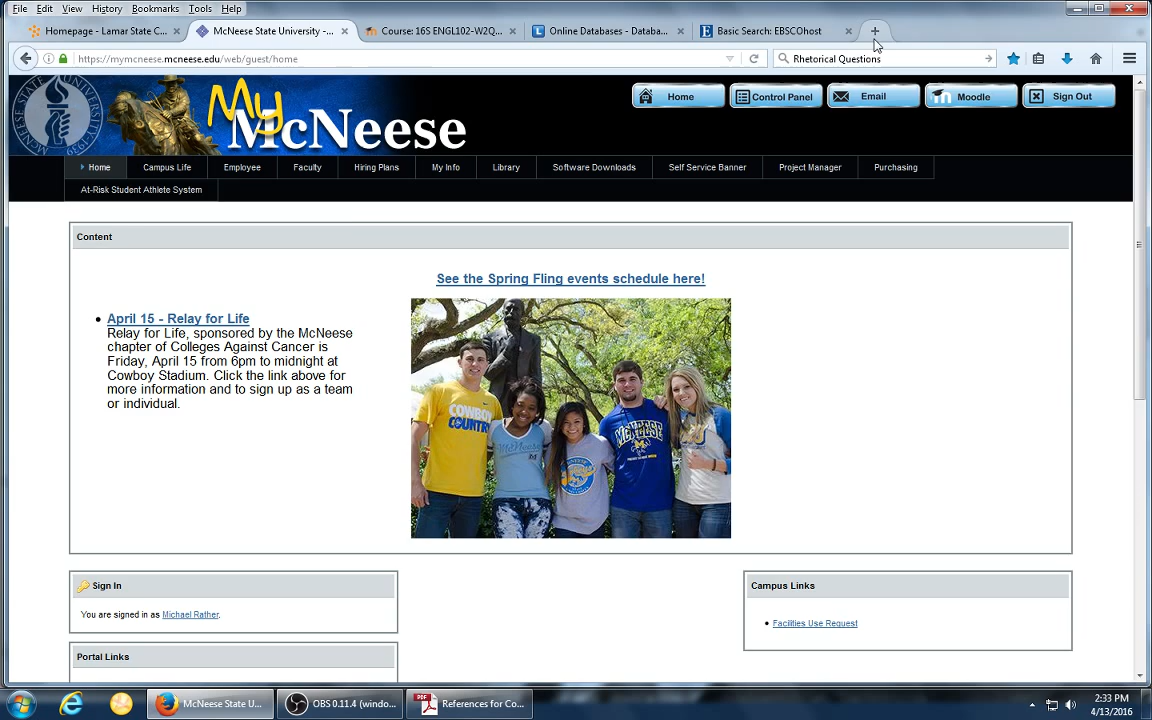 File Edit View History Bookmarks Tools Help
Homepage - Lamar State C... × McNeese State University -... × Course: 16S ENGL102-W2Q... × Online Databases - Databa... × Basic Search: EBSCOhost ×
https://mymcneese.mcneese.edu/web/guest/home Rhetorical Questions
My McNeese
Home Control Panel Email Moodle Sign Out
Home Campus Life Employee Faculty Hiring Plans My Info Library Software Downloads Self Service Banner Project Manager Purchasing
At-Risk Student Athlete System
Content
See the Spring Fling events schedule here!
April 15 - Relay for Life
Relay for Life, sponsored by the McNeese
chapter of Colleges Against Cancer is
Friday, April 15 from 6pm to midnight at
Cowboy Stadium. Click the link above for
more information and to sign up as a team
or individual.
COWBOY
COUNTRY
McNeese
MCNEESE
Sign In
You are signed in as Michael Rather.
Campus Links
Facilities Use Request
Portal Links
McNeese State U... OBS 0.11.4 (windo... References for Co...
2:33 PM
4/13/2016